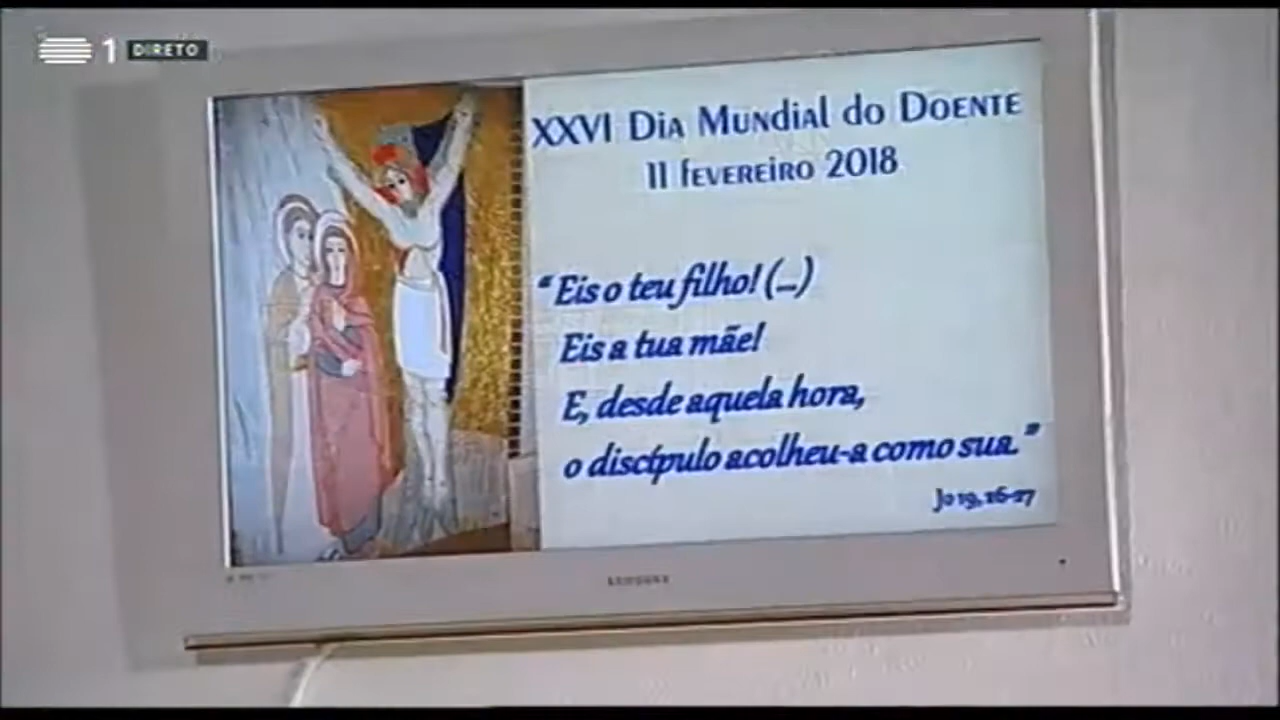 1 DIRETO
XXVI Dia Mundial do Doente
11 fevereiro 2018
“Eis o teu filho! (...)
Eis a tua mãe!
E, desde aquela hora,
o discípulo acolheu-a como sua.”
Jo 19, 26-27
SAMSUNG